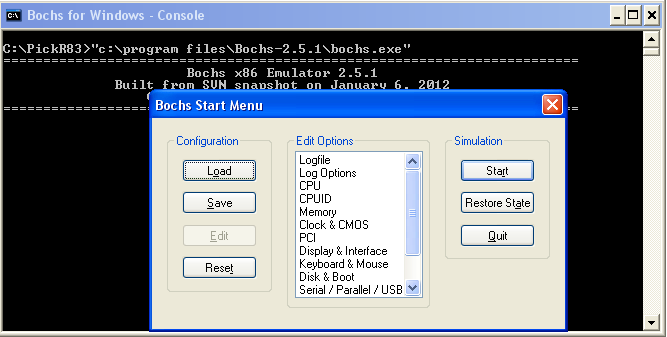 Bochs for Windows - Console
C:\PickR83>"c:\program files\Bochs-2.5.1\bochs.exe"
========================================================================
Bochs x86 Emulator 2.5.1
Built from SVN snapshot on January 6, 2012
Bochs Start Menu
Configuration
Load
Save
Edit
Reset
Edit Options
Logfile
Log Options
CPU
CPUID
Memory
Clock & CMOS
PCI
Display & Interface
Keyboard & Mouse
Disk & Boot
Serial / Parallel / USB
Simulation
Start
Restore State
Quit